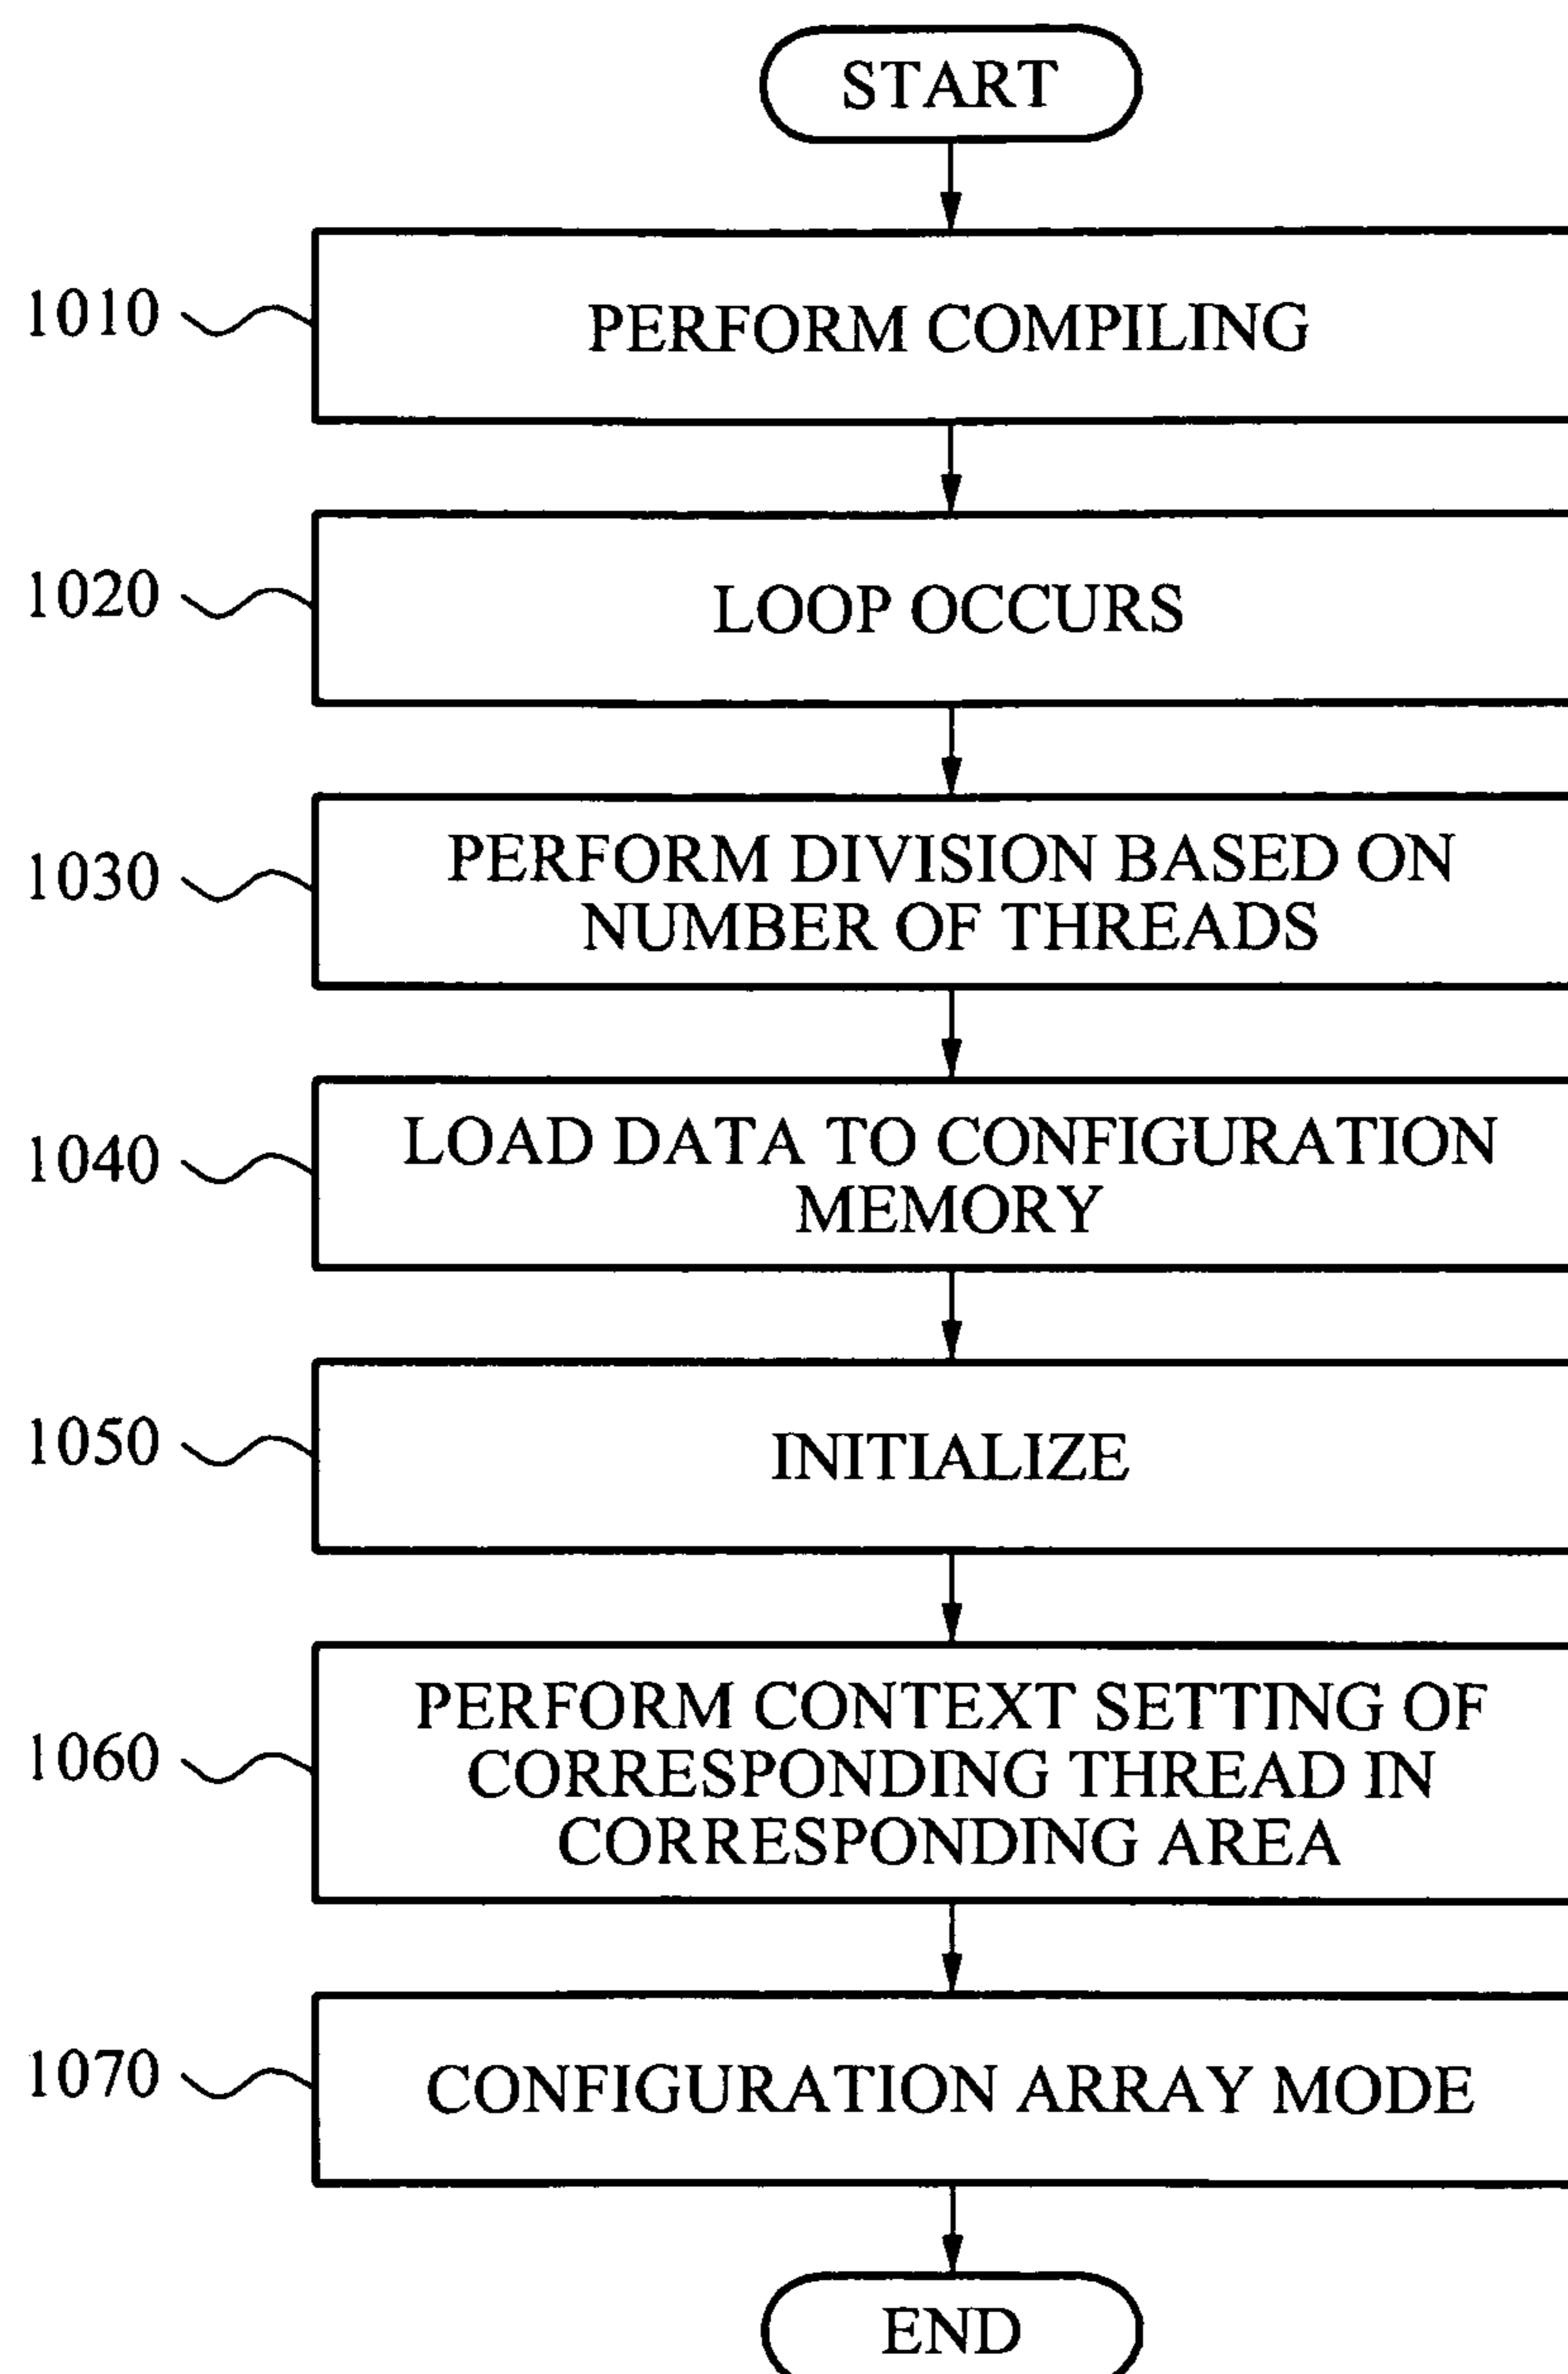 START
1010
PERFORM COMPILING
1020
LOOP OCCURS
1030
PERFORM DIVISION BASED ON
NUMBER OF THREADS
1040
LOAD DATA TO CONFIGURATION
MEMORY
1050
INITIALIZE
1060
PERFORM CONTEXT SETTING OF
CORRESPONDING THREAD IN
CORRESPONDING AREA
1070
CONFIGURATION ARRAY MODE
END